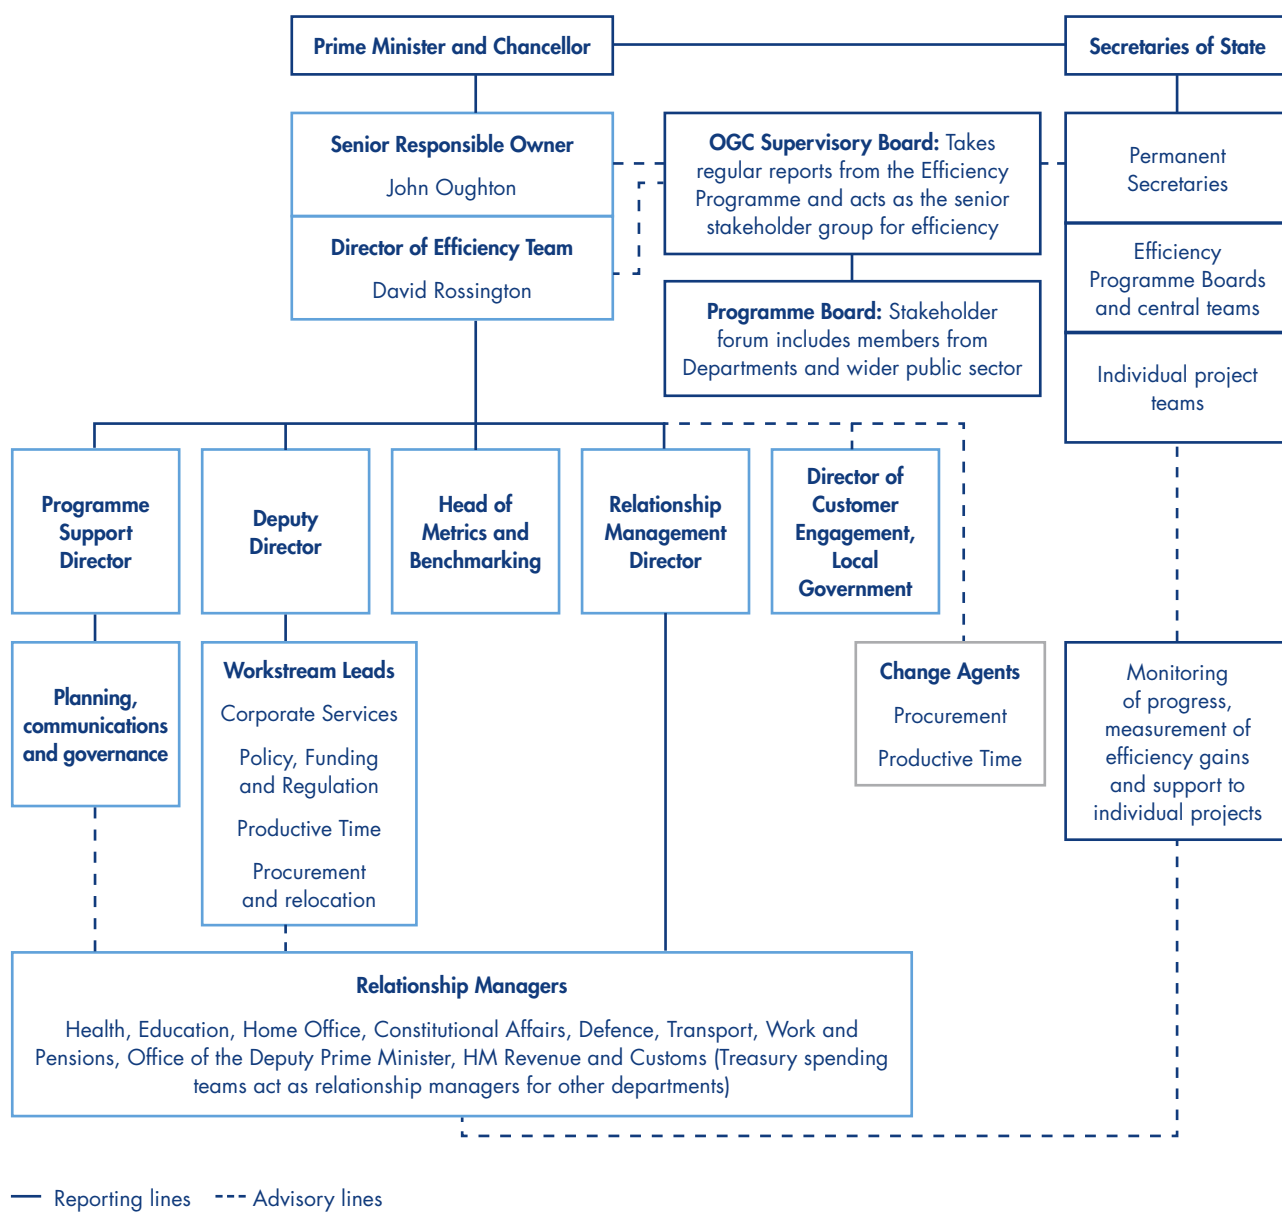 Prime Minister and Chancellor
Secretaries of State
Senior Responsible Owner
John Oughton
Director of Efficiency Team
David Rossington
OGC Supervisory Board: Takes
regular reports from the Efficiency
Programme and acts as the senior
stakeholder group for efficiency
Programme Board: Stakeholder
forum includes members from
Departments and wider public sector
Permanent
Secretaries
Efficiency
Programme Boards
and central teams
Individual project
teams
Programme
Support
Director
Deputy
Director
Head of
Metrics and
Benchmarking
Relationship
Management
Director
Director of
Customer
Engagement,
Local
Government
Planning,
communications
and governance
Workstream Leads
Corporate Services
Policy, Funding
and Regulation
Productive Time
Procurement
and relocation
Change Agents
Procurement
Productive Time
Monitoring
of progress,
measurement of
efficiency gains
and support to
individual projects
Relationship Managers
Health, Education, Home Office, Constitutional Affairs, Defence, Transport, Work and
Pensions, Office of the Deputy Prime Minister, HM Revenue and Customs (Treasury spending
teams act as relationship managers for other departments)
Reporting lines
Advisory lines